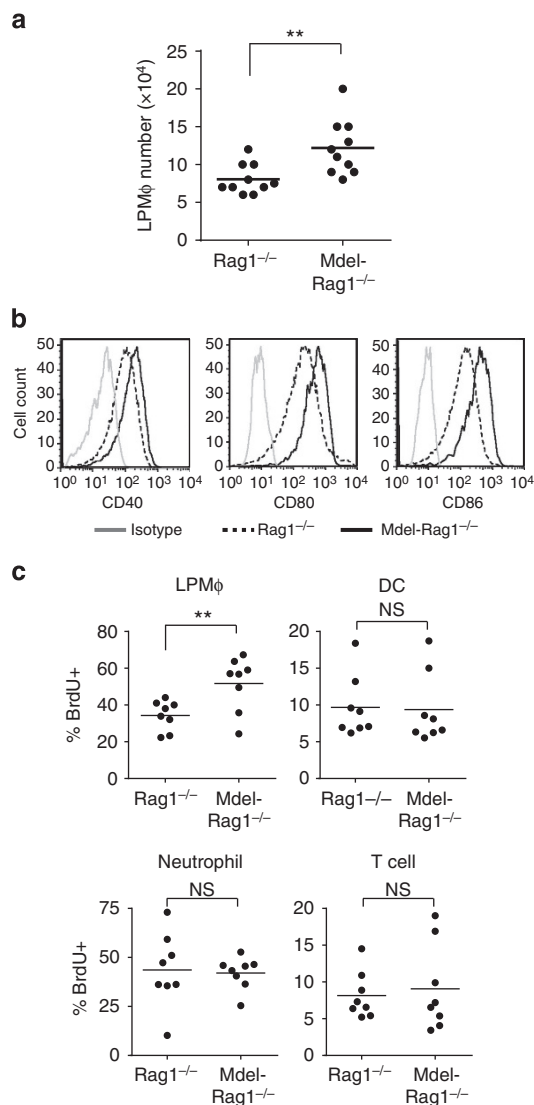 a
**
LPMϕ number (×10⁴)
25
20
15
10
5
0
Rag1⁻/⁻
Mdel-
Rag1⁻/⁻
b
Cell count
50
40
30
20
10
0
10⁰ 10¹ 10² 10³ 10⁴
CD40
50
40
30
20
10
0
10⁰ 10¹ 10² 10³ 10⁴
CD80
50
40
30
20
10
0
10⁰ 10¹ 10² 10³ 10⁴
CD86
Isotype Rag1⁻/⁻ Mdel-Rag1⁻/⁻
c
LPMϕ
**
% BrdU+
80
60
40
20
0
Rag1⁻/⁻
Mdel-
Rag1⁻/⁻
DC
NS
20
15
10
5
0
Rag1–/–
Mdel-
Rag1⁻/⁻
Neutrophil
NS
% BrdU+
75
50
25
0
Rag1⁻/⁻
Mdel-
Rag1⁻/⁻
T cell
NS
20
15
10
5
0
Rag1⁻/⁻
Mdel-
Rag1⁻/⁻